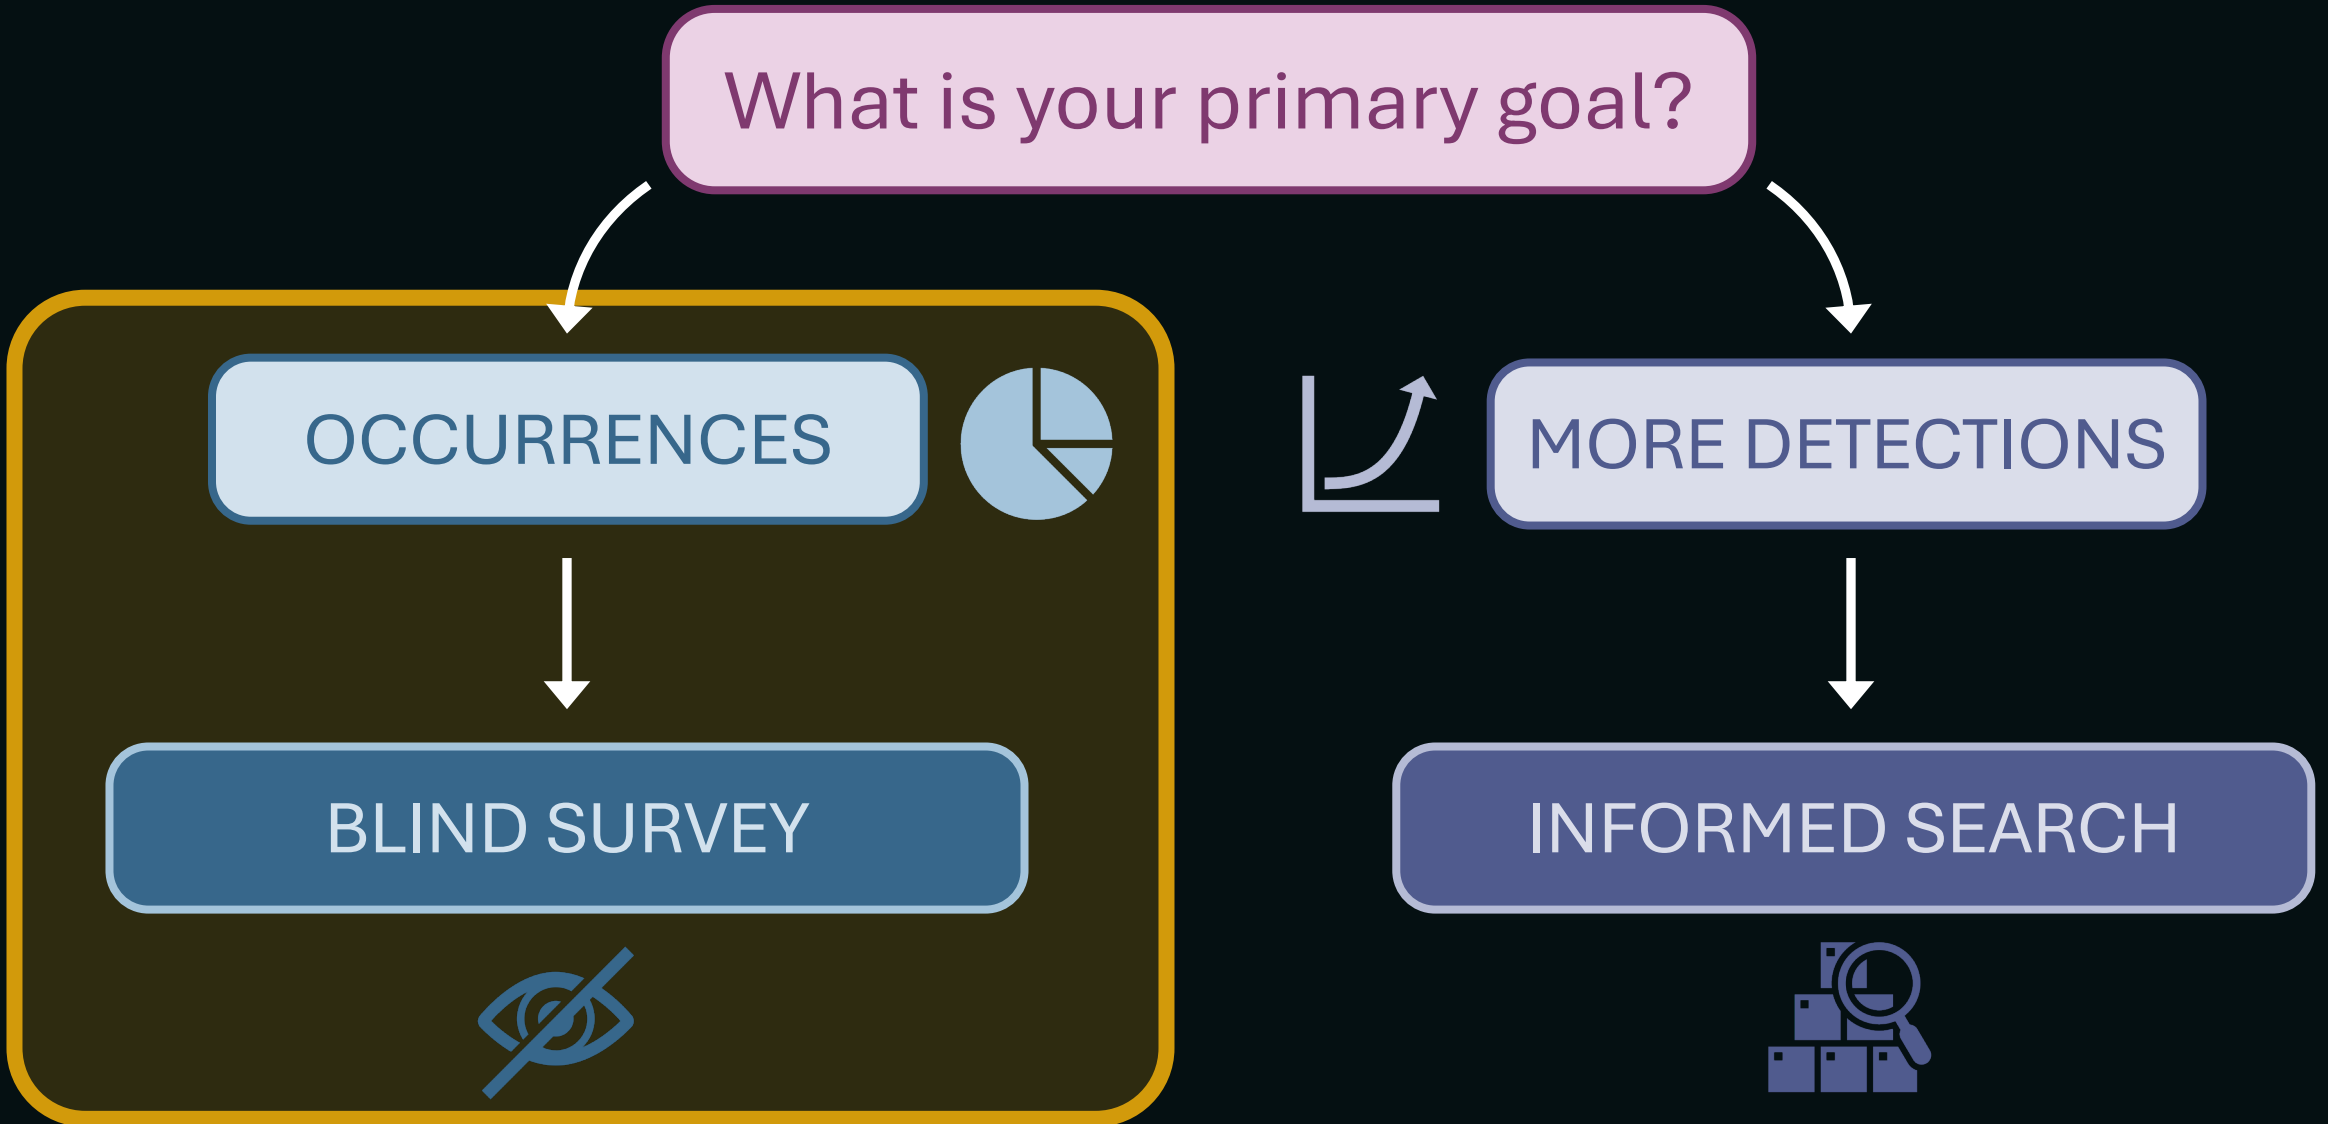 What is your primary goal?
OCCURRENCES
MORE DETECTIONS
BLIND SURVEY
INFORMED SEARCH